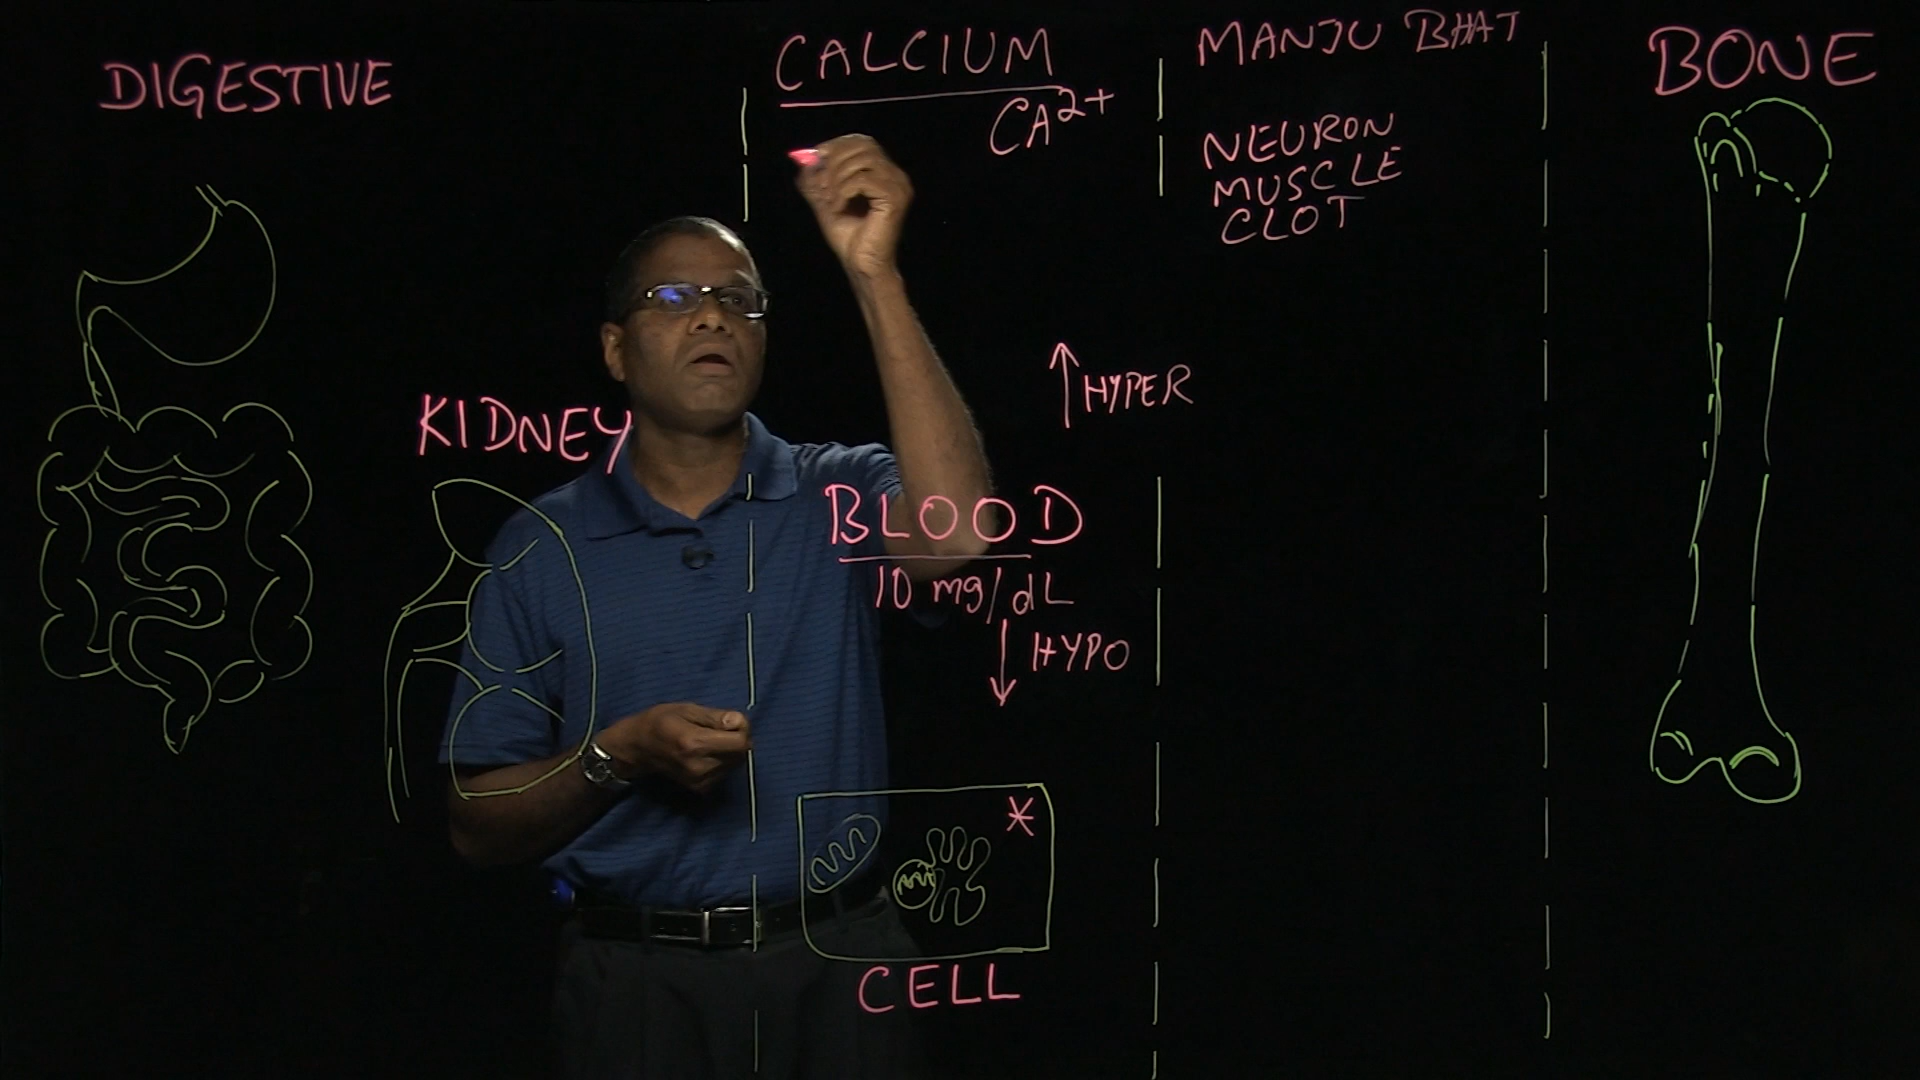 DIGESTIVE
CALCIUM
CA2+
MANJU BHAT
NEURON
MUSCLE
CLOT
BONE
KIDNEY
HYPER
BLOOD
10 mg/dL
HYPO
*
CELL